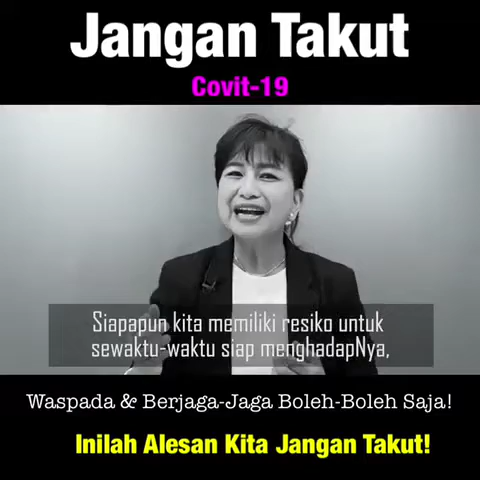 Jangan Takut
Covit-19
Siapapun kita memiliki resiko untuk
sewaktu-waktu siap menghadapNya,
Waspada & Berjaga-Jaga Boleh-Boleh Saja!
Inilah Alesan Kita Jangan Takut!